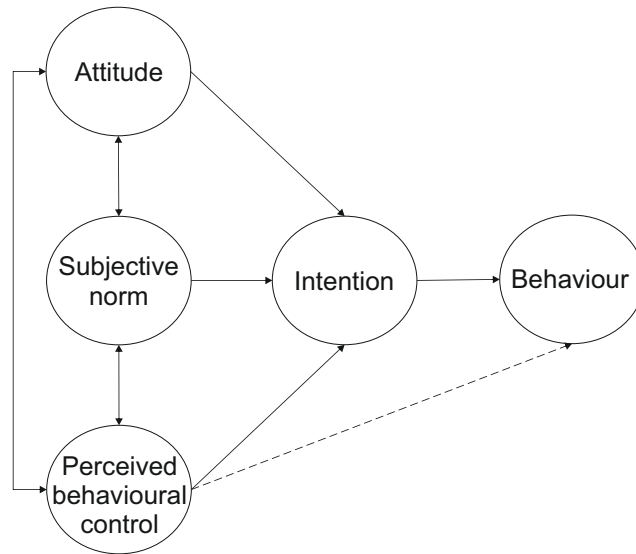 Attitude
Subjective
norm
Intention
Behaviour
Perceived
behavioural
control